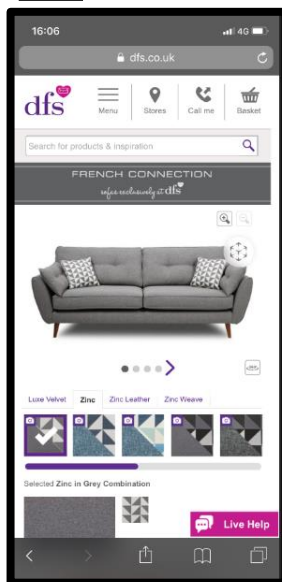 16:06 4G
dfs.co.uk
dfs Menu Stores Call me Basket
Search for products & inspiration
FRENCH CONNECTION
sofas exclusively at dfs
Luxe Velvet Zinc Zinc Leather Zinc Weave
Selected Zinc in Grey Combination
Live Help